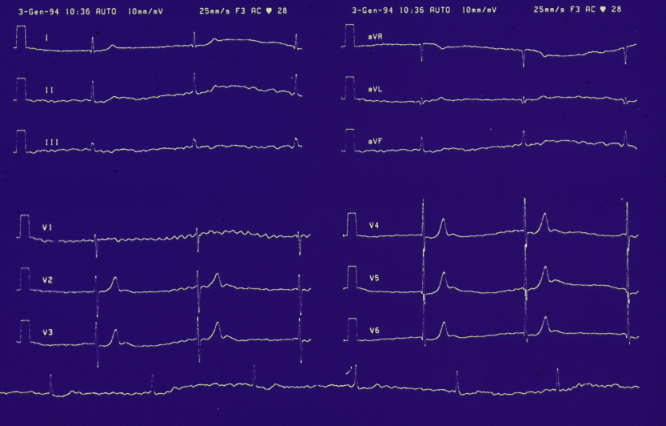 3-Gen-94 10:36 AUTO 10mm/mV 25mm/s F3 AC ♥ 28
3-Gen-94 10:36 AUTO 10mm/mV 25mm/s F3 AC ♥ 28
I
aVR
II
aVL
III
aVF
V1
V4
V2
V5
V3
V6